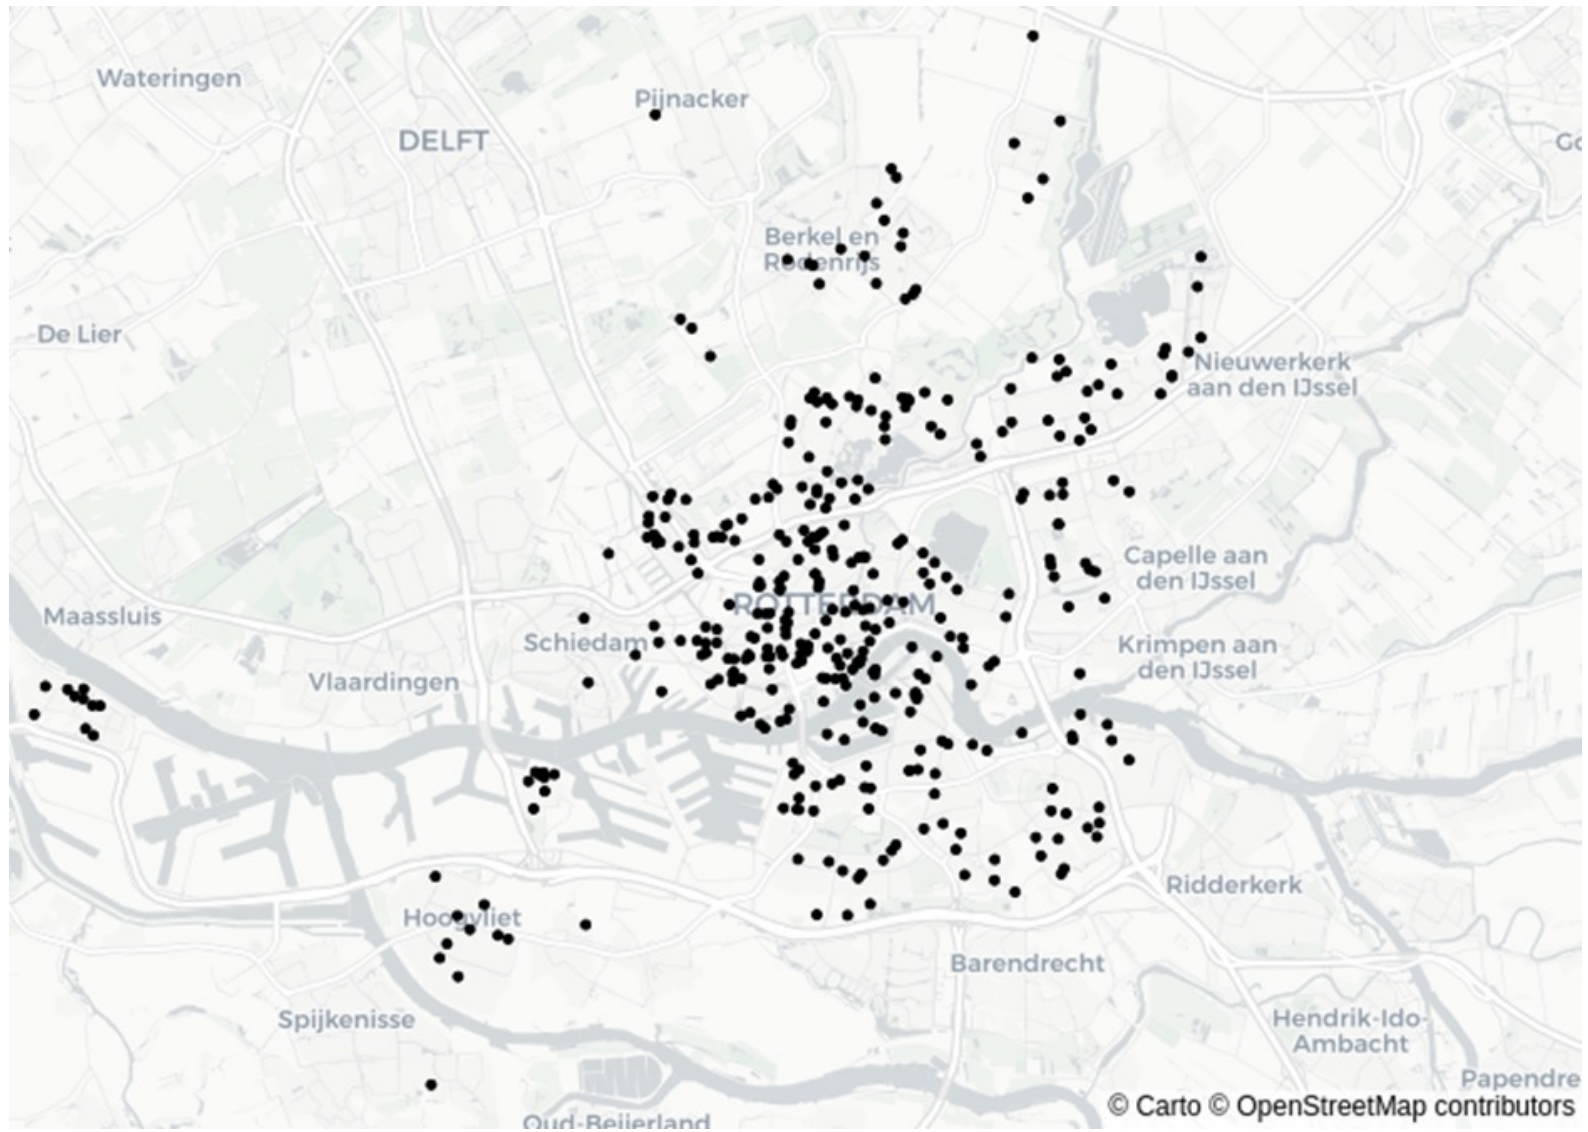 Wateringen
Pijnacker
DELFT
Berkel en
Rodenrijs
De Lier
Nieuwerkerk
aan den IJssel
Capelle aan
den IJssel
ROTTERDAM
Maassluis
Schiedam
Krimpen aan
den IJssel
Vlaardingen
Ridderkerk
Hoogvliet
Barendrecht
Spijkenisse
Hendrik-Ido-
Ambacht
Papendre
© Carto © OpenStreetMap contributors
Oud-Beijerland